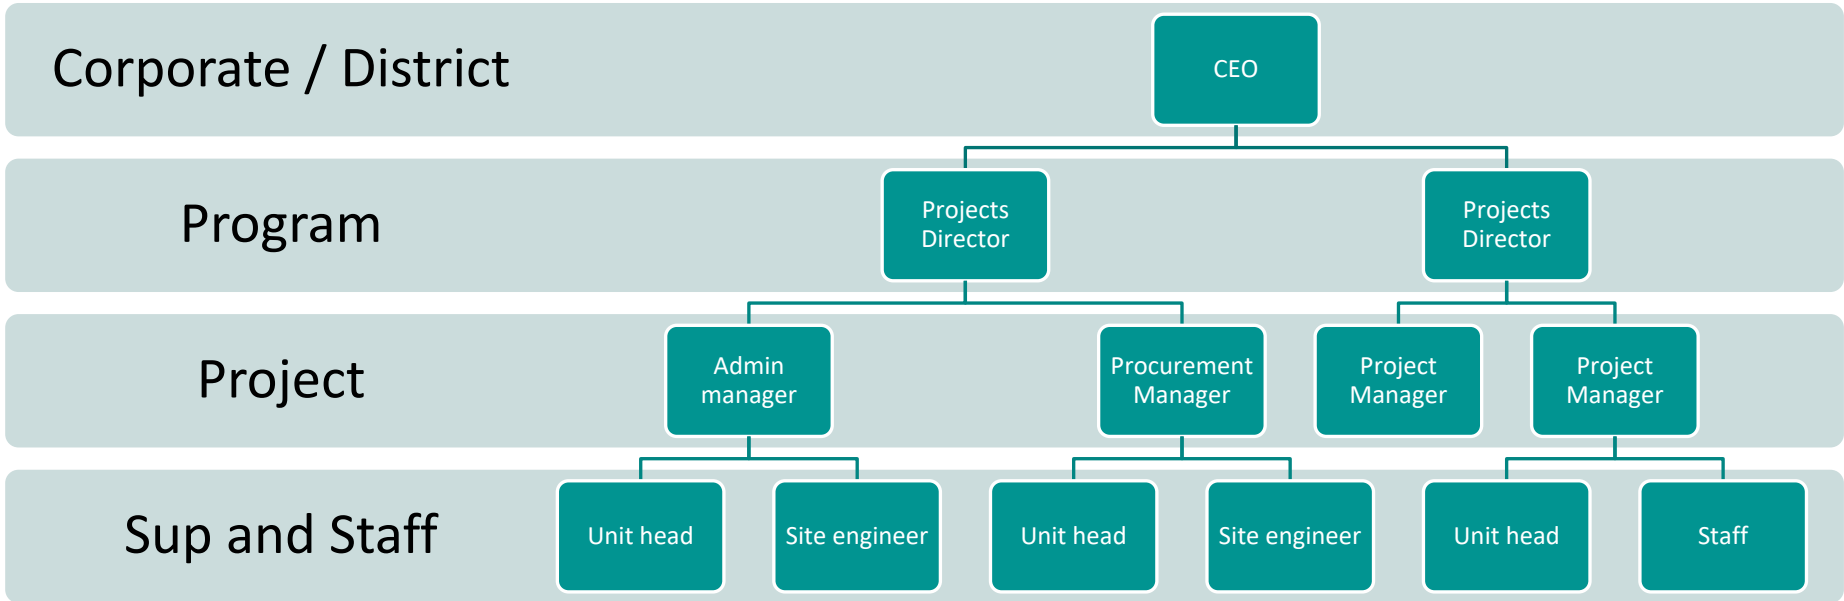 Corporate / District
CEO
Program
Projects
Director
Projects
Director
Project
Admin
manager
Procurement
Manager
Project
Manager
Project
Manager
Sup and Staff
Unit head
Site engineer
Unit head
Site engineer
Unit head
Staff